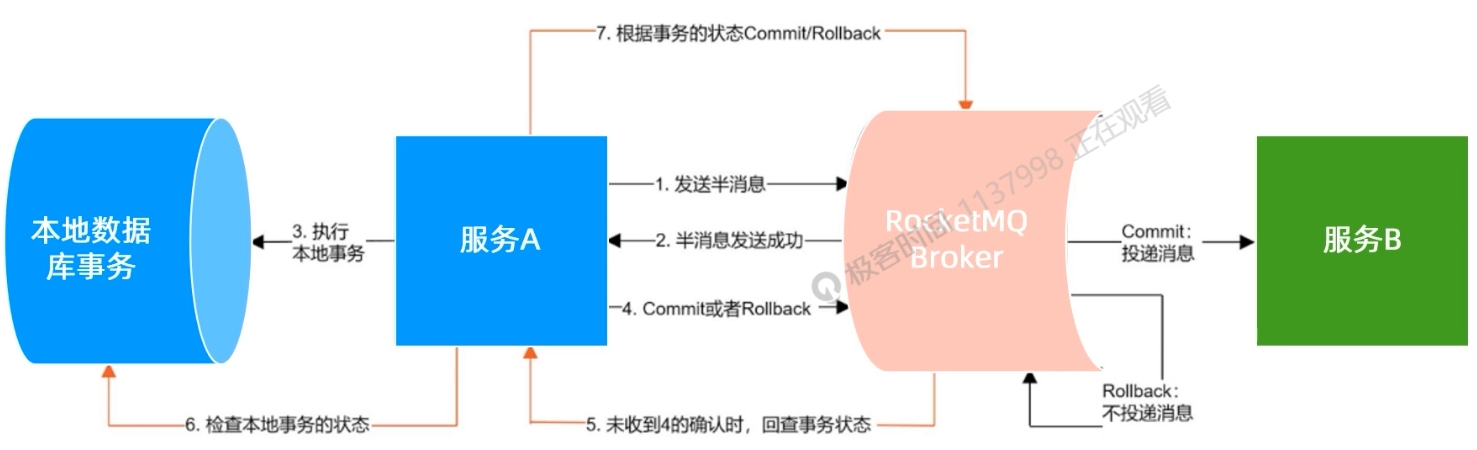 7. 根据事务的状态Commit/Rollback
本地数据
库事务
3. 执行
本地事务
服务A
1. 发送半消息
2. 半消息发送成功
4. Commit或者Rollback
RosketMQ
Broker
极客时间 1137998 正在观看
Commit：
投递消息
服务B
Rollback：
不投递消息
6. 检查本地事务的状态
5. 未收到4的确认时，回查事务状态